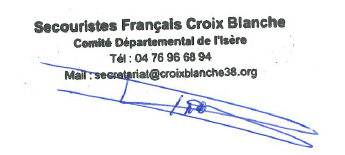 Secouristes Français Croix Blanche
Comité Départemental de l'Isère
Tél : 04 76 96 68 94
Mail : secretariat@croixblanche38.org